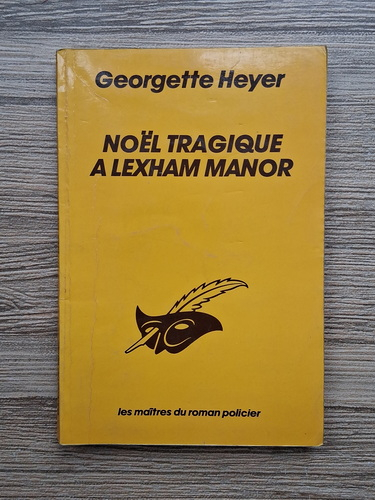 Georgette Heyer
NOËL TRAGIQUE
A LEXHAM MANOR
les maîtres du roman policier